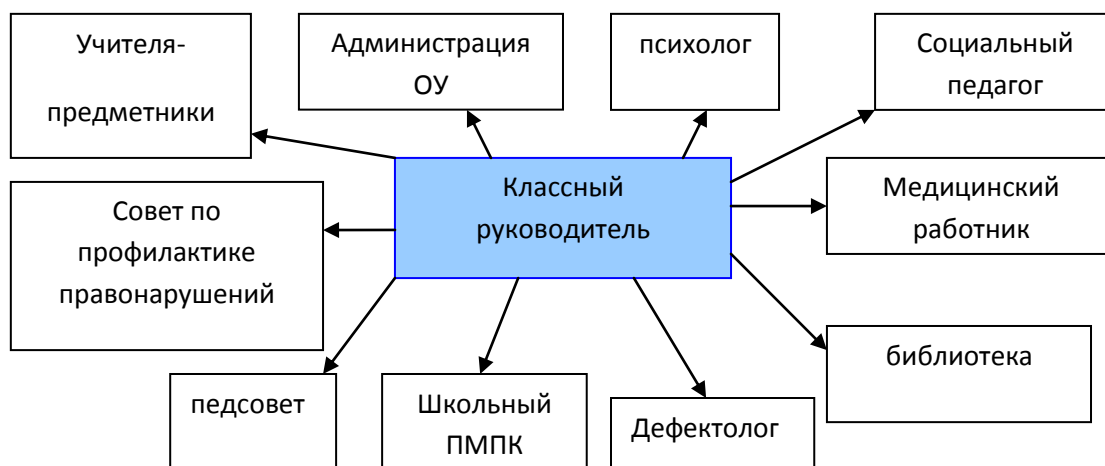 Учителя-
предметники
Администрация
ОУ
психолог
Социальный
педагог
Классный
руководитель
Совет по
профилактике
правонарушений
Медицинский
работник
библиотека
педсовет
Школьный
ПМПК
Дефектолог